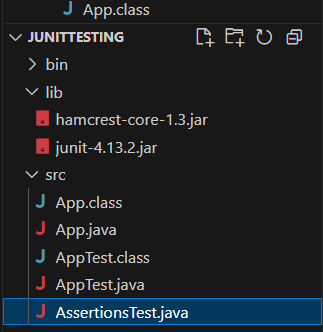 App.class
JUNITTESTING
bin
lib
hamcrest-core-1.3.jar
junit-4.13.2.jar
src
App.class
App.java
AppTest.class
AppTest.java
AssertionsTest.java